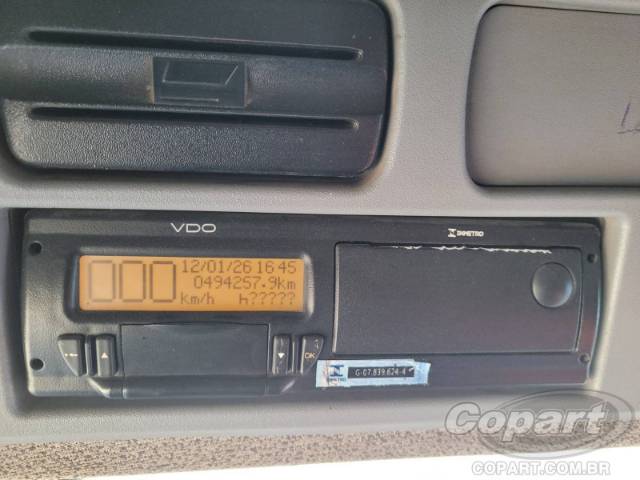 VDO
INMETRO
000
12/01/26 16 45
0494257.9km
km/h h?????
OK
INMETRO G-07.839.624-4
Copart
COPART.COM.BR